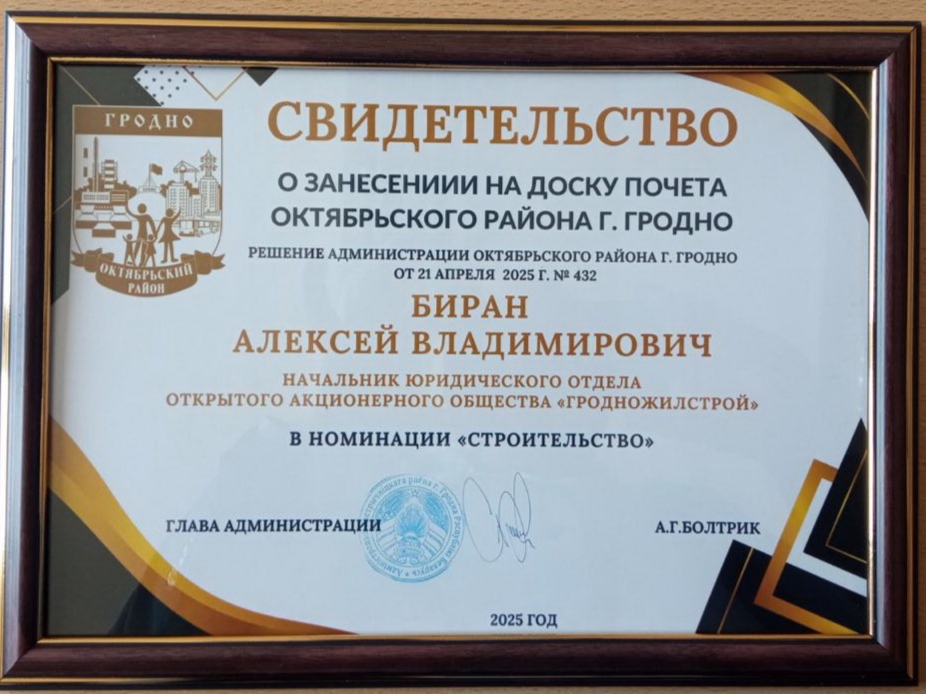 ГРОДНО
ОКТЯБРЬСКИЙ
РАЙОН
СВИДЕТЕЛЬСТВО
О ЗАНЕСЕНИИИ НА ДОСКУ ПОЧЕТА
ОКТЯБРЬСКОГО РАЙОНА Г. ГРОДНО
РЕШЕНИЕ АДМИНИСТРАЦИИ ОКТЯБРЬСКОГО РАЙОНА Г. ГРОДНО
ОТ 21 АПРЕЛЯ 2025 Г. № 432
БИРАН
АЛЕКСЕЙ ВЛАДИМИРОВИЧ
НАЧАЛЬНИК ЮРИДИЧЕСКОГО ОТДЕЛА
ОТКРЫТОГО АКЦИОНЕРНОГО ОБЩЕСТВА «ГРОДНОЖИЛСТРОЙ»
В НОМИНАЦИИ «СТРОИТЕЛЬСТВО»
ГЛАВА АДМИНИСТРАЦИИ
А.Г.БОЛТРИК
2025 ГОД